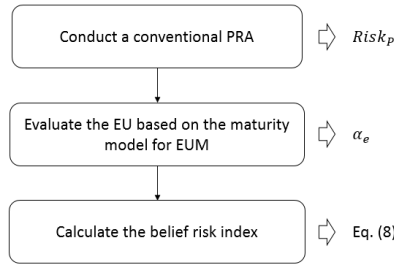 Conduct a conventional PRA
Risk_P
Evaluate the EU based on the maturity
model for EUM
α_e
Calculate the belief risk index
Eq. (8)